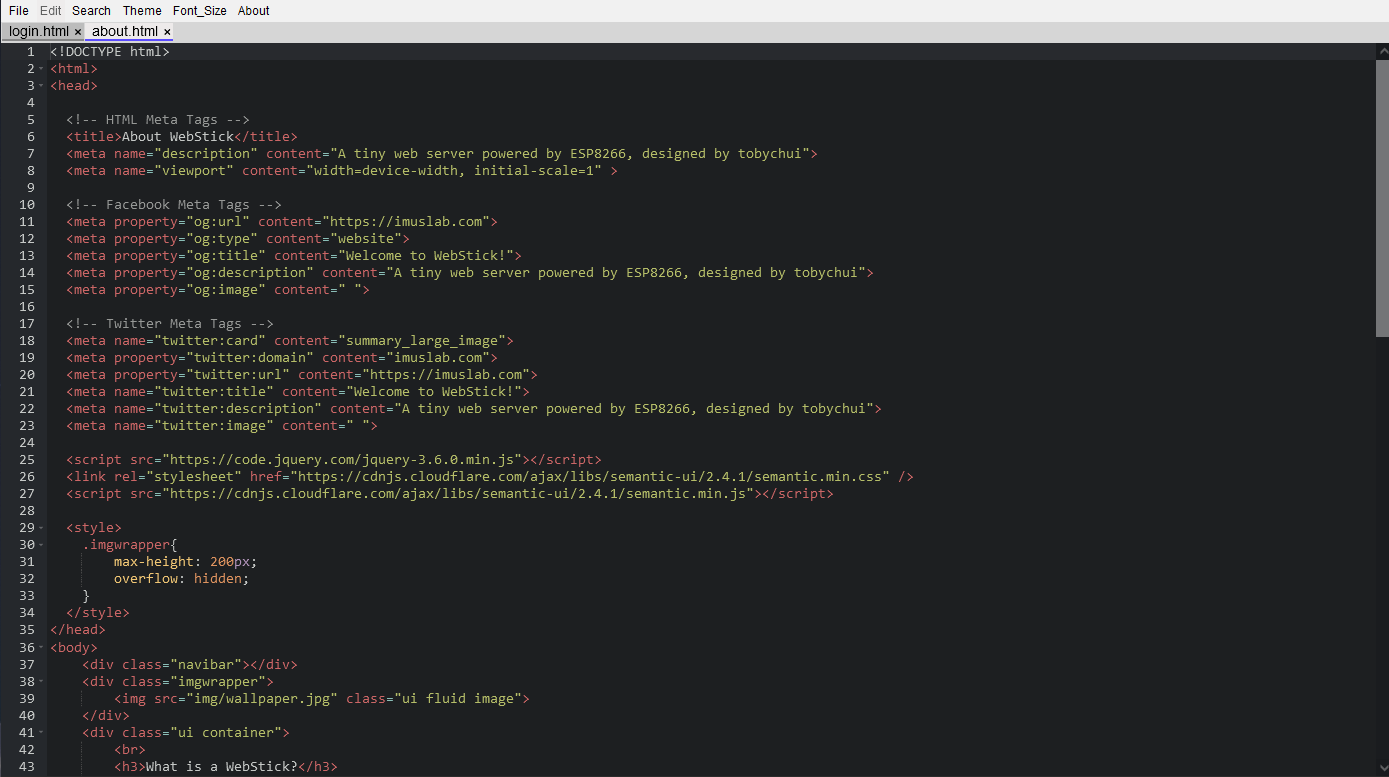 File Edit Search Theme Font_Size About
login.html × about.html ×
1 <!DOCTYPE html>
2 <html>
3 <head>
4
5 <!-- HTML Meta Tags -->
6 <title>About WebStick</title>
7 <meta name="description" content="A tiny web server powered by ESP8266, designed by tobychui">
8 <meta name="viewport" content="width=device-width, initial-scale=1" >
9
10 <!-- Facebook Meta Tags -->
11 <meta property="og:url" content="https://imuslab.com">
12 <meta property="og:type" content="website">
13 <meta property="og:title" content="Welcome to WebStick!">
14 <meta property="og:description" content="A tiny web server powered by ESP8266, designed by tobychui">
15 <meta property="og:image" content=" ">
16
17 <!-- Twitter Meta Tags -->
18 <meta name="twitter:card" content="summary_large_image">
19 <meta property="twitter:domain" content="imuslab.com">
20 <meta property="twitter:url" content="https://imuslab.com">
21 <meta name="twitter:title" content="Welcome to WebStick!">
22 <meta name="twitter:description" content="A tiny web server powered by ESP8266, designed by tobychui">
23 <meta name="twitter:image" content=" ">
24
25 <script src="https://code.jquery.com/jquery-3.6.0.min.js"></script>
26 <link rel="stylesheet" href="https://cdnjs.cloudflare.com/ajax/libs/semantic-ui/2.4.1/semantic.min.css" />
27 <script src="https://cdnjs.cloudflare.com/ajax/libs/semantic-ui/2.4.1/semantic.min.js"></script>
28
29 <style>
30 .imgwrapper{
31 max-height: 200px;
32 overflow: hidden;
33 }
34 </style>
35 </head>
36 <body>
37 <div class="navibar"></div>
38 <div class="imgwrapper">
39 <img src="img/wallpaper.jpg" class="ui fluid image">
40 </div>
41 <div class="ui container">
42 <br>
43 <h3>What is a WebStick?</h3>